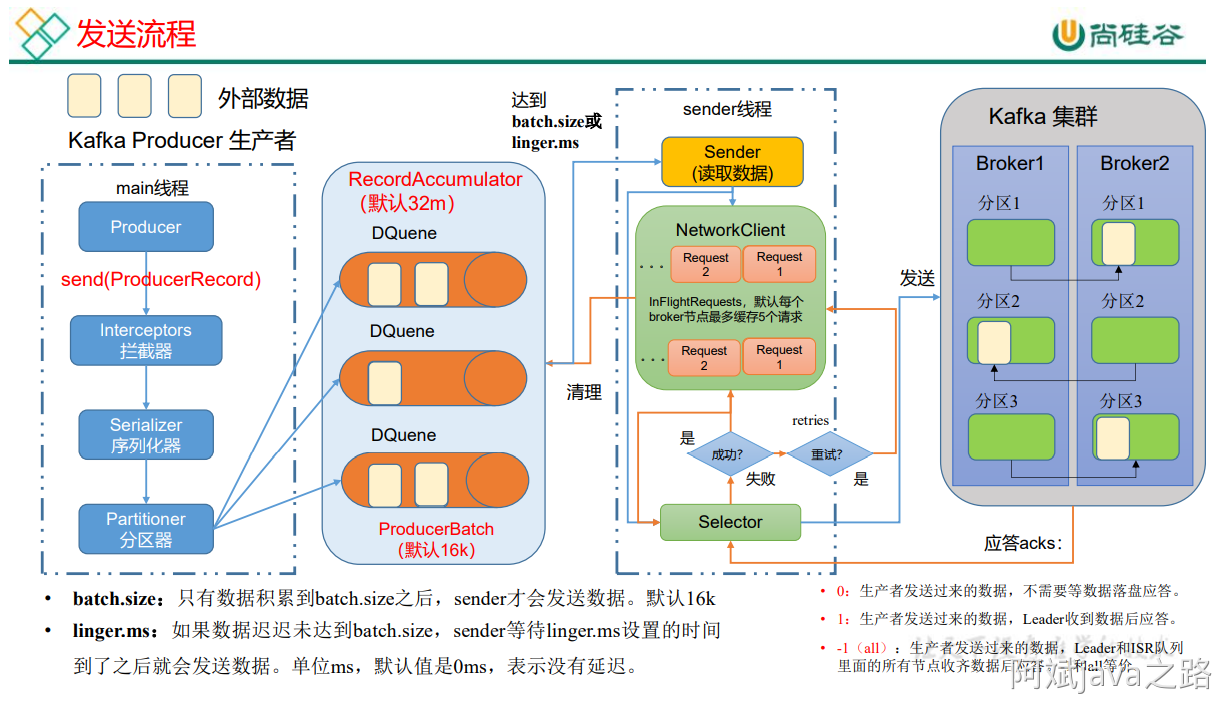 发送流程
尚硅谷
外部数据
Kafka Producer 生产者
main线程
Producer
send(ProducerRecord)
Interceptors
拦截器
Serializer
序列化器
Partitioner
分区器
RecordAccumulator
(默认32m)
DQuene
DQuene
DQuene
ProducerBatch
(默认16k)
达到
batch.size或
linger.ms
清理
sender线程
Sender
(读取数据)
NetworkClient
... Request 2
Request 1
InFlightRequests，默认每个
broker节点最多缓存5个请求
... Request 2
Request 1
retries
是
成功?
失败
重试?
是
Selector
发送
Kafka 集群
Broker1
Broker2
分区1
分区1
分区2
分区2
分区3
分区3
应答acks：
• batch.size：只有数据积累到batch.size之后，sender才会发送数据。默认16k
• linger.ms：如果数据迟迟未达到batch.size，sender等待linger.ms设置的时间
到了之后就会发送数据。单位ms，默认值是0ms，表示没有延迟。
• 0：生产者发送过来的数据，不需要等数据落盘应答。
• 1：生产者发送过来的数据，Leader收到数据后应答。
• -1（all）：生产者发送过来的数据，Leader和ISR队列
里面的所有节点收齐数据后 和all等价
阿斌java之路